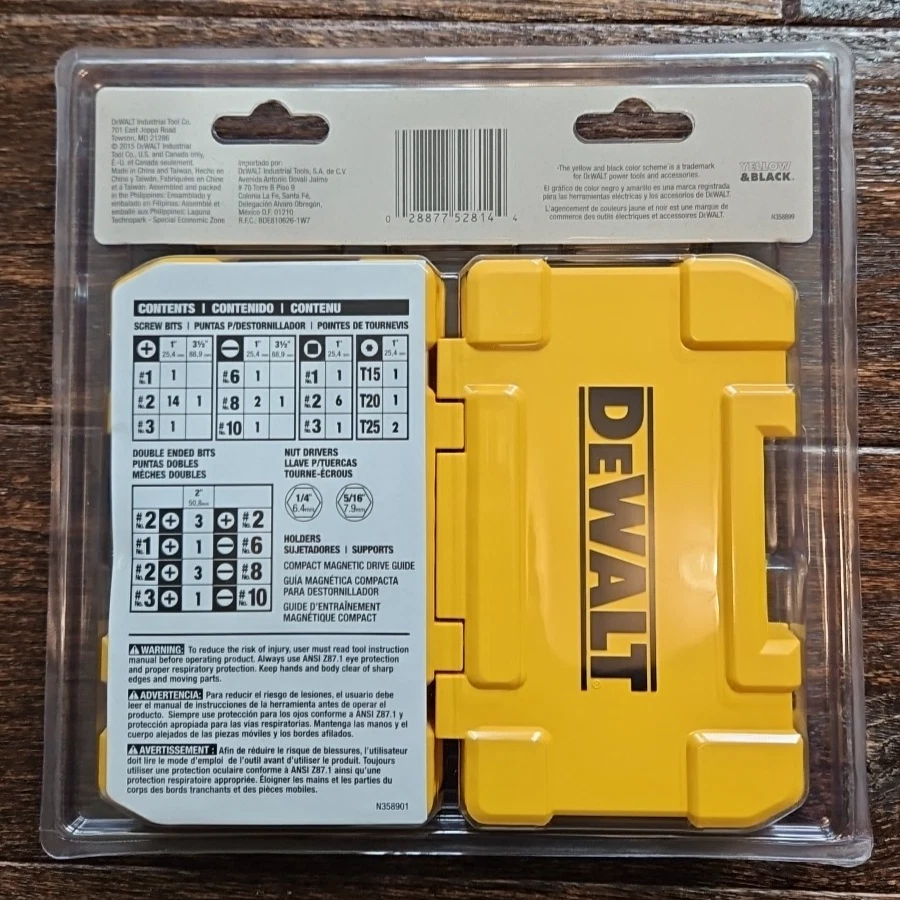 DEWALT Industrial Tool Co.
701 East Joppa Road
Towson, MD 21286
© 2015 DEWALT Industrial
Tool Co., U.S. and Canada only,
É.-U. et Canada seulement.
Made in China and Taiwan, Hecho en
China y Taiwán, Fabriquées en Chine
et à Taiwan. Assembled and packed
in the Philippines: Ensamblado y
embalado en Filipinas: Assemblé et
emballé aux Philippines: Laguna
Technopark - Special Economic Zone
Importado por:
DEWALT Industrial Tools, S.A. de C.V.
Avenida Antonio Dovali Jaime
# 70 Torre B Piso 9
Colonia La Fe, Santa Fé,
Delegación Alvaro Obregón,
México D.F. 01210
R.F.C.: BDE810626-1W7
0 28877 52814 4
The yellow and black color scheme is a trademark
for DEWALT power tools and accessories.
El gráfico de color negro y amarillo es una marca registrada
para las herramientas eléctricas y los accesorios de DEWALT.
L'agencement de couleurs jaune et noir est une marque de
commerce des outils électriques et accessoires DEWALT.
YELLOW
&BLACK
N358899
CONTENTS | CONTENIDO | CONTENU
SCREW BITS | PUNTAS P/DESTORNILLADOR | POINTES DE TOURNEVIS
1" 3½" 1" 3½" 1" 1"
25,4 mm 88,9 mm 25,4 mm 88,9 mm 25,4 mm 25,4 mm
#1 1 #6 1 #1 1 T15 1
#2 14 1 #8 2 1 #2 6 T20 1
#3 1 #10 1 #3 1 T25 2
DOUBLE ENDED BITS
PUNTAS DOBLES
MÈCHES DOUBLES
2"
50,8mm
#2 3 #2
#1 1 #6
#2 3 #8
#3 1 #10
NUT DRIVERS
LLAVE P/TUERCAS
TOURNE-ÉCROUS
1/4" 5/16"
6.4mm 7.9mm
HOLDERS
SUJETADORES | SUPPORTS
COMPACT MAGNETIC DRIVE GUIDE
GUÍA MAGNÉTICA COMPACTA
PARA DESTORNILLADOR
GUIDE D'ENTRAÎNEMENT
MAGNÉTIQUE COMPACT
WARNING: To reduce the risk of injury, user must read tool instruction
manual before operating product. Always use ANSI Z87.1 eye protection
and proper respiratory protection. Keep hands and body clear of sharp
edges and moving parts.
ADVERTENCIA: Para reducir el riesgo de lesiones, el usuario debe
leer el manual de instrucciones de la herramienta antes de operar el
producto. Siempre use protección para los ojos conforme a ANSI Z87.1 y
protección apropiada para las vías respiratorias. Mantenga las manos y el
cuerpo alejados de las piezas móviles y los bordes afilados.
AVERTISSEMENT : Afin de réduire le risque de blessures, l'utilisateur
doit lire le mode d'emploi de l'outil avant d'utiliser le produit. Toujours
utiliser une protection oculaire conforme à ANSI Z87.1 ainsi qu'une
protection respiratoire appropriée. Éloigner les mains et les parties du
corps des bords tranchants et des pièces mobiles.
N358901
DEWALT